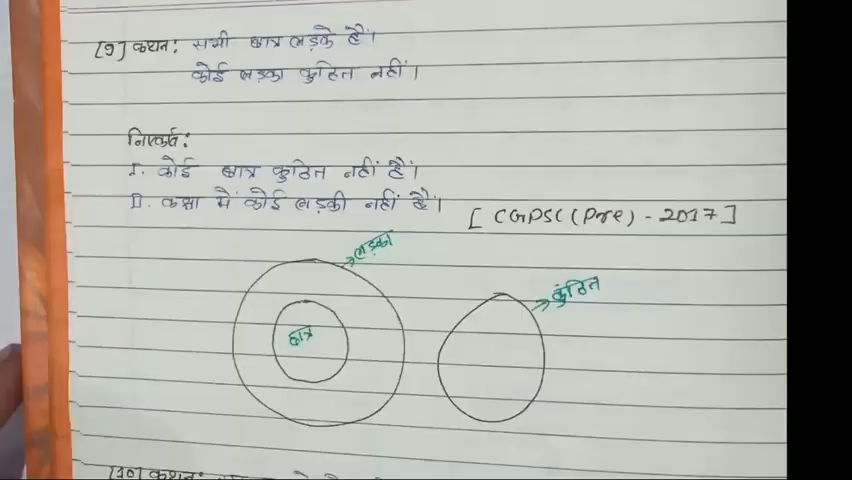 [9] कथन: सभी छात्र लड़के हैं।
कोई लड़का कुंठित नहीं।
निष्कर्ष:
I. कोई छात्र कुंठित नहीं हैं।
II. कक्षा में कोई लड़की नहीं हैं।
[CGPSC(Pre)-2017]
लड़का
छात्र
कुंठित
[10] कथन: